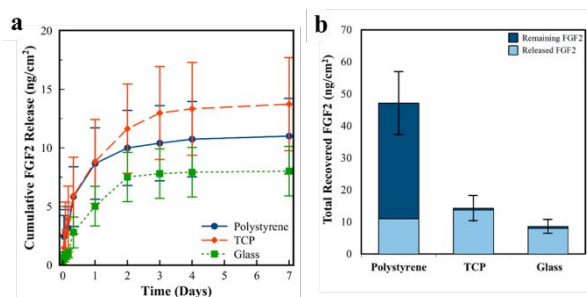 a
Cumulative FGF2 Release (ng/cm²)
20
15
10
5
0
0 1 2 3 4 5 6 7
Time (Days)
Polystyrene
TCP
Glass
b
Total Recovered FGF2 (ng/cm²)
70
60
50
40
30
20
10
0
Remaining FGF2
Released FGF2
Polystyrene TCP Glass